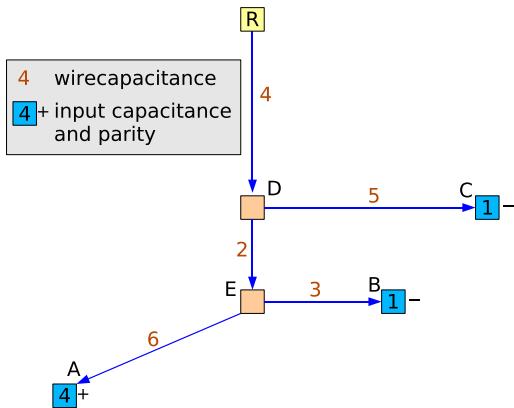 R
4 wirecapacitance
4
4+ input capacitance
and parity
D
C
5
1 −
2
E
B
3
1 −
6
A
4+